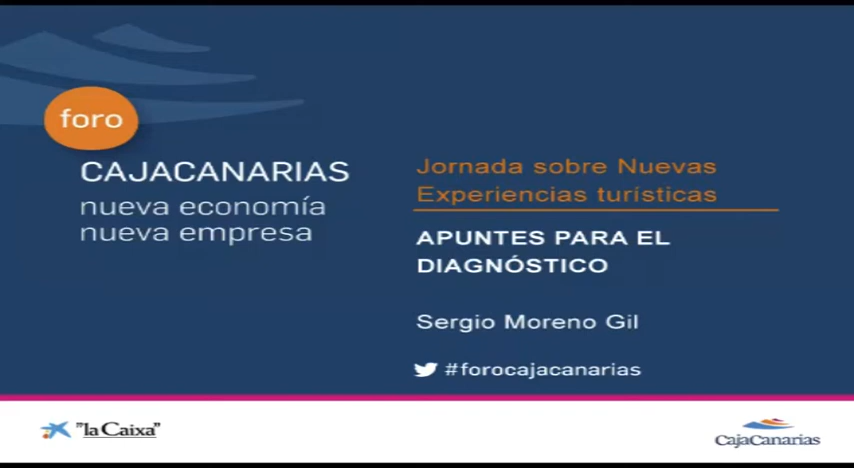 foro
CAJACANARIAS
nueva economía
nueva empresa
Jornada sobre Nuevas
Experiencias turísticas
APUNTES PARA EL
DIAGNÓSTICO
Sergio Moreno Gil
#forocajacanarias
"la Caixa"
CajaCanarias